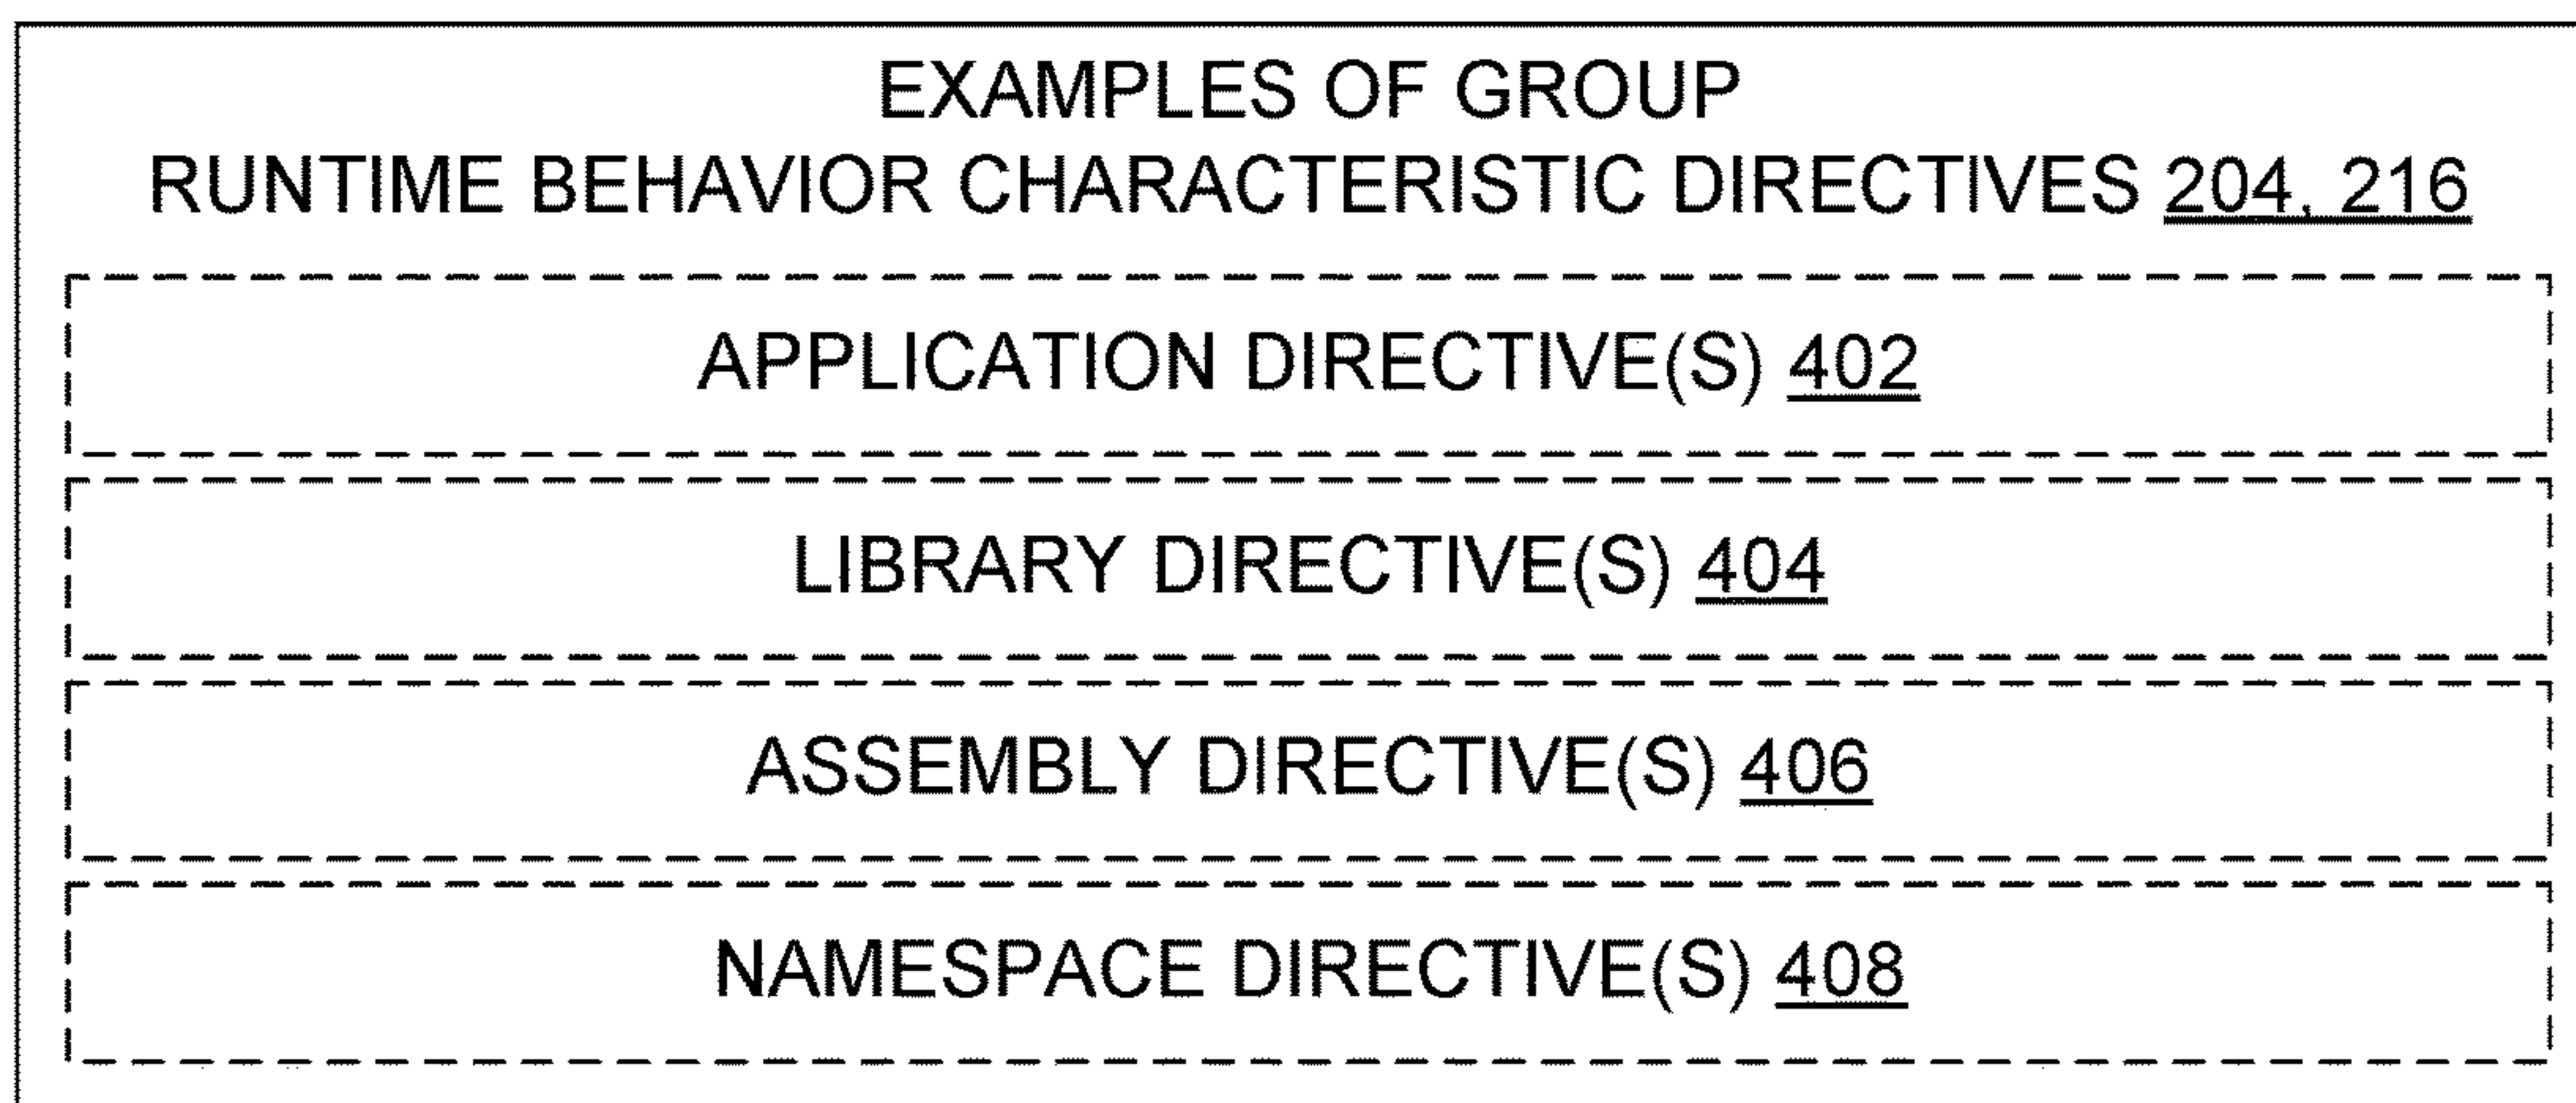 EXAMPLES OF GROUP
RUNTIME BEHAVIOR CHARACTERISTIC DIRECTIVES 204, 216
APPLICATION DIRECTIVE(S) 402
LIBRARY DIRECTIVE(S) 404
ASSEMBLY DIRECTIVE(S) 406
NAMESPACE DIRECTIVE(S) 408